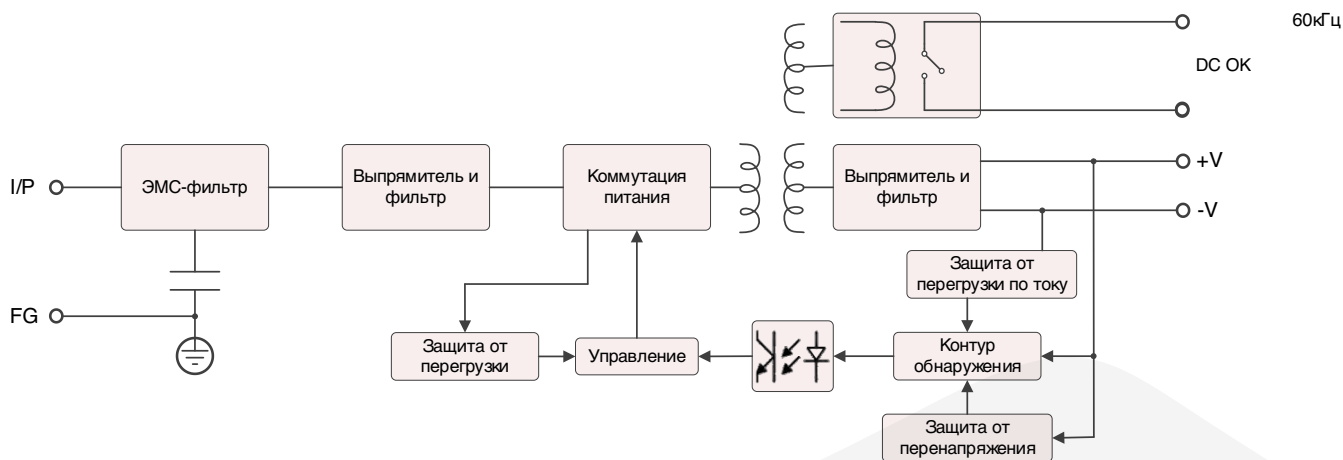 60кГц
DC OK
I/P
ЭМС-фильтр
Выпрямитель и
фильтр
Коммутация
питания
Выпрямитель и
фильтр
+V
-V
Защита от
перегрузки по току
FG
Защита от
перегрузки
Управление
Контур
обнаружения
Защита от
перенапряжения